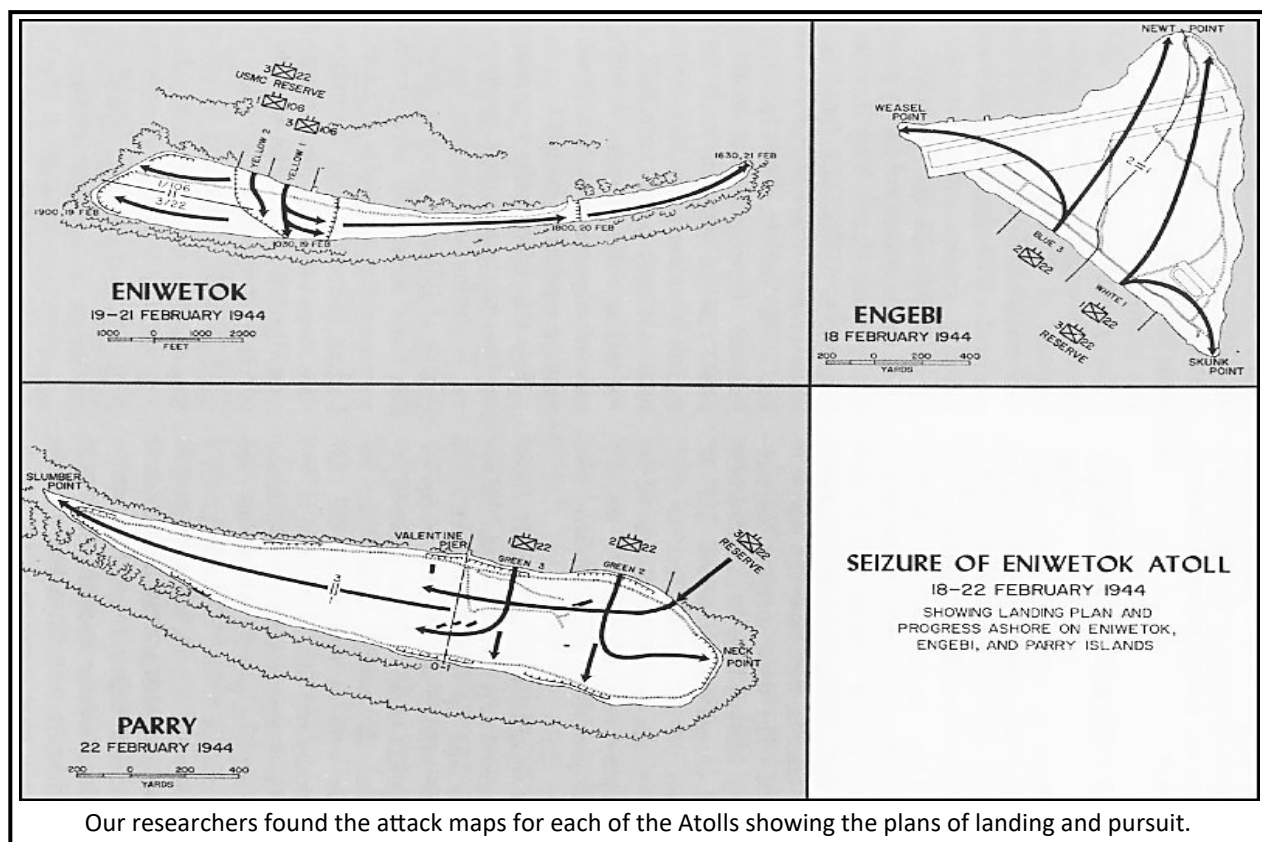 3 22
USMC RESERVE
1 106
3 106
YELLOW 2
YELLOW 1
1630, 21 FEB
1/106
3/22
1900, 19 FEB
1030, 19 FEB
1800, 20 FEB
ENIWETOK
19–21 FEBRUARY 1944
1000 0 1000 2000
FEET
NEWT POINT
WEASEL
POINT
2 1
BLUE 3
2 22
WHITE 1
1 22
3 22
RESERVE
ENGEBI
18 FEBRUARY 1944
200 0 200 400
YARDS
SKUNK
POINT
SLUMBER
POINT
VALENTINE
PIER
1 22
GREEN 3
2 22
GREEN 2
3 22
RESERVE
3
NECK
POINT
0-1
PARRY
22 FEBRUARY 1944
200 0 200 400
YARDS
SEIZURE OF ENIWETOK ATOLL
18–22 FEBRUARY 1944
SHOWING LANDING PLAN AND
PROGRESS ASHORE ON ENIWETOK,
ENGEBI, AND PARRY ISLANDS
Our researchers found the attack maps for each of the Atolls showing the plans of landing and pursuit.